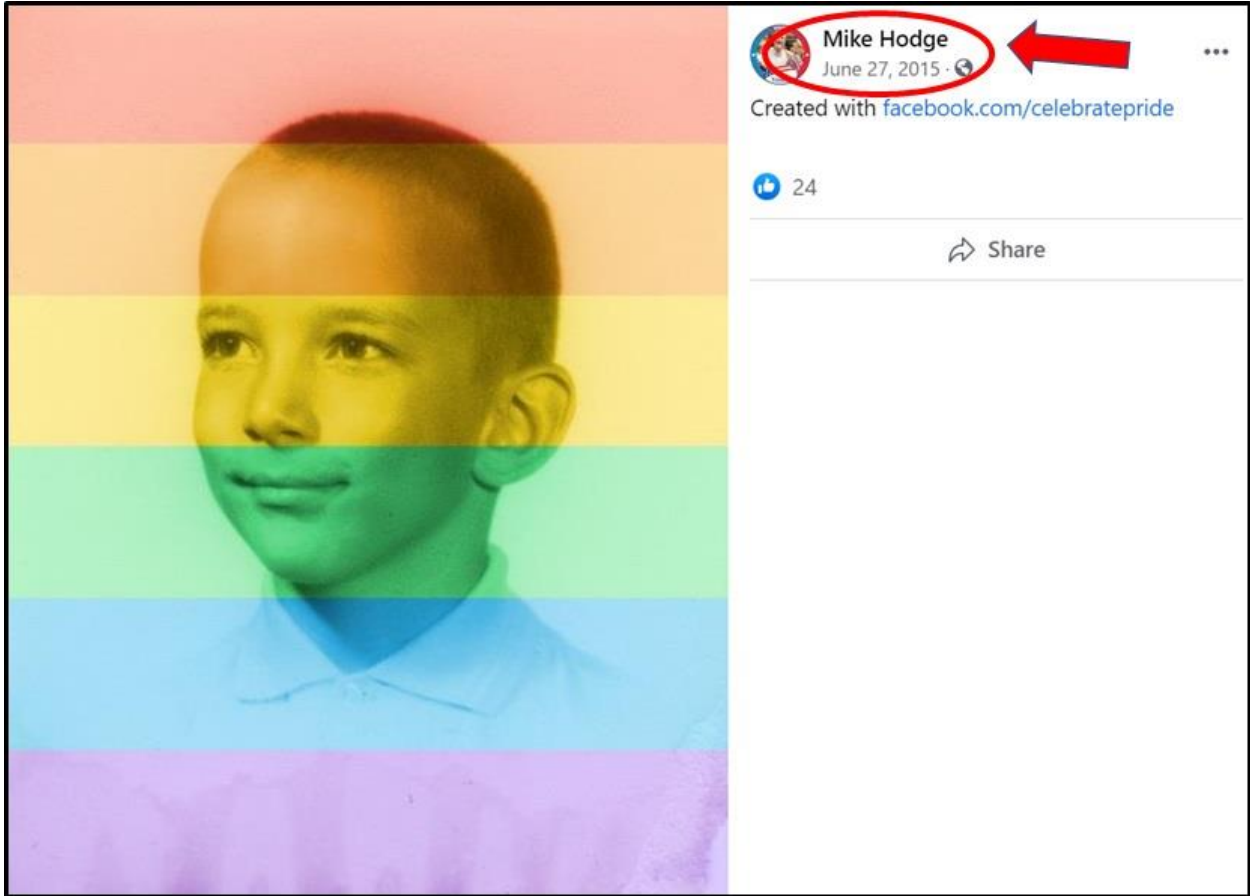 Mike Hodge
June 27, 2015 ·
Created with facebook.com/celebratepride
24
Share